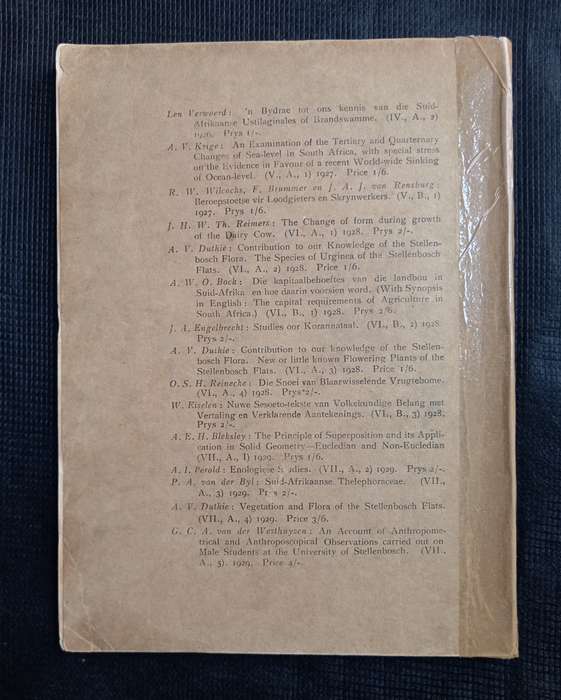 Len Verwoerd: 'n Bydrae tot ons kennis van die Suid-
Afrikaanse Ustilaginales of Brandswamme. (IV., A., 2)
1926. Prys 1/-.
A. V. Krige: An Examination of the Tertiary and Quarternary
Changes of Sea-level in South Africa, with special stress
on the Evidence in Favour of a recent World-wide Sinking
of Ocean-level. (V., A., 1) 1927. Price 1/6.
R. W. Wilcocks, F. Brummer en J. A. J. van Rensburg:
Beroepstoetse vir Loodgieters en Skrynwerkers. (V., B., 1)
1927. Prys 1/6.
J. H. W. Th. Reimers: The Change of form during growth
of the Dairy Cow. (VI., A., 1) 1928. Prys 2/-.
A. V. Duthie: Contribution to our Knowledge of the Stellen-
bosch Flora. The Species of Urginea of the Stellenbosch
Flats. (VI., A., 2) 1928. Price 1/6.
A. W. O. Bock: Die kapitaalbehoeftes van die landbou in
Suid-Afrika en hoe daarin voorsien word. (With Synopsis
in English: The capital requirements of Agriculture in
South Africa.) (VI., B., 1) 1928. Prys 2/6.
J. A. Engelbrecht: Studies oor Korannataal. (VI., B., 2) 1928.
Prys 2/-.
A. V. Duthie: Contribution to our knowledge of the Stellen-
bosch Flora. New or little known Flowering Plants of the
Stellenbosch Flats. (VI., A., 3) 1928. Price 1/6.
O. S. H. Reinecke: Die Snoei van Blaarwisselende Vrugtebome.
(VI., A., 4) 1928. Prys 2/-.
W. Eiselen: Nuwe Sesoeto-tekste van Volkekundige Belang met
Vertaling en Verklarende Aantekenings. (VI., B., 3) 1928.
Prys 2/-.
A. E. H. Bleksley: The Principle of Superposition and its Appli-
cation in Solid Geometry—Eucledian and Non-Eucledian
(VII., A., 1) 1929. Prys 1/6.
A. I. Perold: Enologiese Studies. (VII., A., 2) 1929. Prys 2/-.
P. A. van der Byl: Suid-Afrikaanse Thelephoraceae. (VII.,
A., 3) 1929. Prys 2/-.
A. V. Duthie: Vegetation and Flora of the Stellenbosch Flats.
(VII., A., 4) 1929. Price 3/6.
G. C. A. van der Westhuyzen: An Account of Anthropome-
trical and Anthroposcopical Observations carried out on
Male Students at the University of Stellenbosch. (VII.,
A., 5). 1929. Price 4/-.